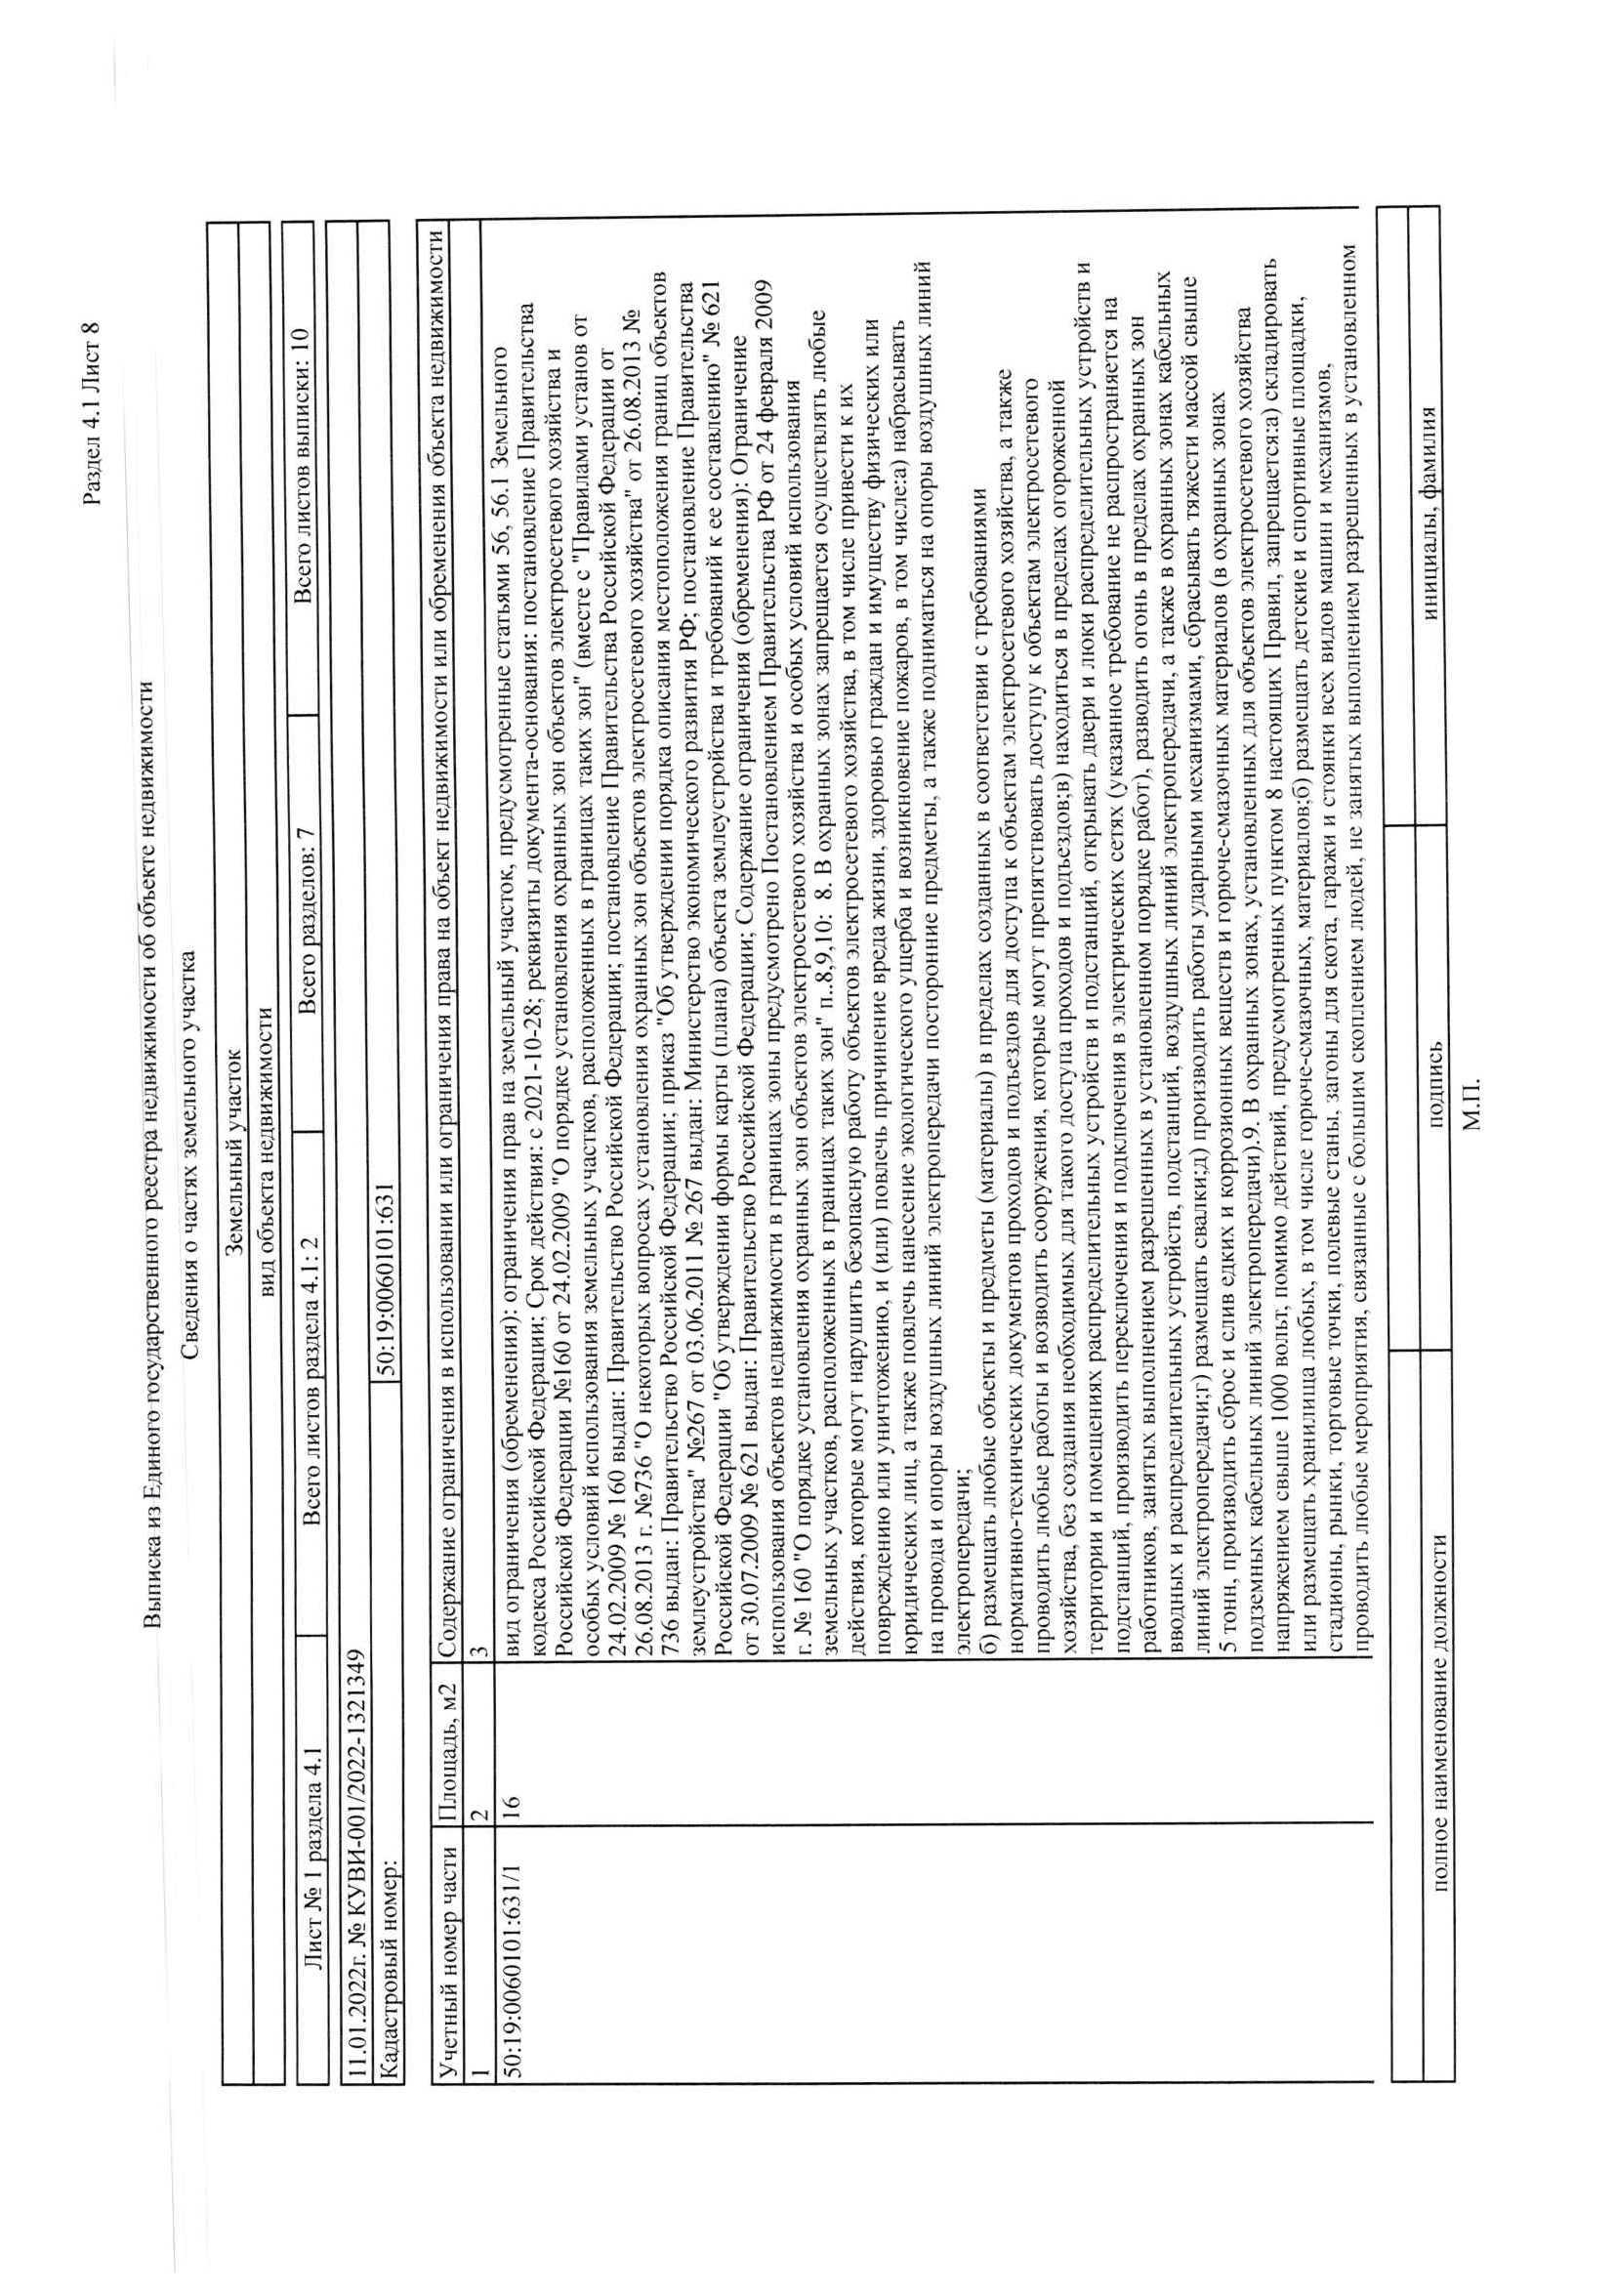 Раздел 4.1 Лист 8
Выписка из Единого государственного реестра недвижимости об объекте недвижимости
Сведения о частях земельного участка
Земельный участок
вид объекта недвижимости
Лист № 1 раздела 4.1 Всего листов раздела 4.1: 2 Всего разделов: 7 Всего листов выписки: 10
11.01.2022г. № КУВИ-001/2022-1321349
Кадастровый номер: 50:19:0060101:631
Учетный номер части Площадь, м2 Содержание ограничения в использовании или ограничения права на объект недвижимости или обременения объекта недвижимости
1 2 3
50:19:0060101:631/1 16 вид ограничения (обременения): ограничения прав на земельный участок, предусмотренные статьями 56, 56.1 Земельного
кодекса Российской Федерации; Срок действия: с 2021-10-28; реквизиты документа-основания: постановление Правительства
Российской Федерации №160 от 24.02.2009 "О порядке установления охранных зон объектов электросетевого хозяйства и
особых условий использования земельных участков, расположенных в границах таких зон" (вместе с "Правилами установ от
24.02.2009 № 160 выдан: Правительство Российской Федерации; постановление Правительства Российской Федерации от
26.08.2013 г. №736 "О некоторых вопросах установления охранных зон объектов электросетевого хозяйства" от 26.08.2013 №
736 выдан: Правительство Российской Федерации; приказ "Об утверждении порядка описания местоположения границ объектов
землеустройства" №267 от 03.06.2011 № 267 выдан: Министерство экономического развития РФ; постановление Правительства
Российской Федерации "Об утверждении формы карты (плана) объекта землеустройства и требований к ее составлению" № 621
от 30.07.2009 № 621 выдан: Правительство Российской Федерации; Содержание ограничения (обременения): Ограничение
использования объектов недвижимости в границах зоны предусмотрено Постановлением Правительства РФ от 24 февраля 2009
г. № 160 "О порядке установления охранных зон объектов электросетевого хозяйства и особых условий использования
земельных участков, расположенных в границах таких зон" п..8,9,10: 8. В охранных зонах запрещается осуществлять любые
действия, которые могут нарушить безопасную работу объектов электросетевого хозяйства, в том числе привести к их
повреждению или уничтожению, и (или) повлечь причинение вреда жизни, здоровью граждан и имуществу физических или
юридических лиц, а также повлечь нанесение экологического ущерба и возникновение пожаров, в том числе:а) набрасывать
на провода и опоры воздушных линий электропередачи посторонние предметы, а также подниматься на опоры воздушных линий
электропередачи;
б) размещать любые объекты и предметы (материалы) в пределах созданных в соответствии с требованиями
нормативно-технических документов проходов и подъездов для доступа к объектам электросетевого хозяйства, а также
проводить любые работы и возводить сооружения, которые могут препятствовать доступу к объектам электросетевого
хозяйства, без создания необходимых для такого доступа проходов и подъездов;в) находиться в пределах огороженной
территории и помещениях распределительных устройств и подстанций, открывать двери и люки распределительных устройств и
подстанций, производить переключения и подключения в электрических сетях (указанное требование не распространяется на
работников, занятых выполнением разрешенных в установленном порядке работ), разводить огонь в пределах охранных зон
вводных и распределительных устройств, подстанций, воздушных линий электропередачи, а также в охранных зонах кабельных
линий электропередачи;г) размещать свалки;д) производить работы ударными механизмами, сбрасывать тяжести массой свыше
5 тонн, производить сброс и слив едких и коррозионных веществ и горюче-смазочных материалов (в охранных зонах
подземных кабельных линий электропередачи).9. В охранных зонах, установленных для объектов электросетевого хозяйства
напряжением свыше 1000 вольт, помимо действий, предусмотренных пунктом 8 настоящих Правил, запрещается:а) складировать
или размещать хранилища любых, в том числе горюче-смазочных, материалов;б) размещать детские и спортивные площадки,
стадионы, рынки, торговые точки, полевые станы, загоны для скота, гаражи и стоянки всех видов машин и механизмов,
проводить любые мероприятия, связанные с большим скоплением людей, не занятых выполнением разрешенных в установленном
полное наименование должности подпись инициалы, фамилия
М.П.